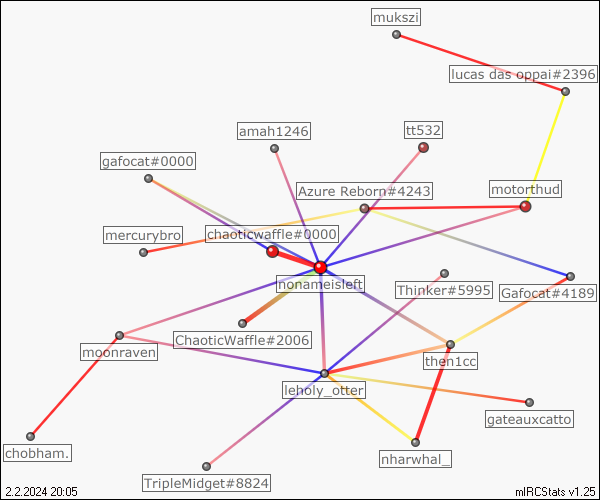 mukszi
lucas das oppai#2396
amah1246
tt532
gafocat#0000
Azure Reborn#4243
motorthud
mercurybro
chaoticwaffle#0000
nonameisleft
Thinker#5995
Gafocat#4189
ChaoticWaffle#2006
moonraven
then1cc
leholy_otter
gateauxcatto
chobham.
nharwhal_
TripleMidget#8824
2.2.2024 20:05
mIRCStats v1.25